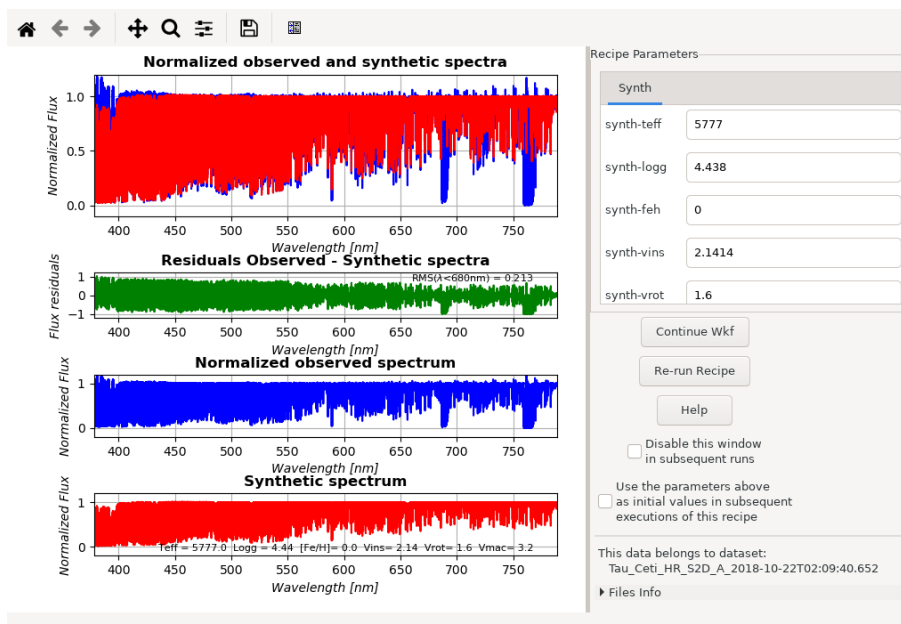 Normalized observed and synthetic spectra
Normalized Flux
1.0
0.5
0.0
400 450 500 550 600 650 700 750
Wavelength [nm]
Residuals Observed - Synthetic spectra
Flux residuals
RMS(λ<680nm) = 0.213
1
0
−1
400 450 500 550 600 650 700 750
Wavelength [nm]
Normalized observed spectrum
Normalized Flux
1
0
400 450 500 550 600 650 700 750
Wavelength [nm]
Synthetic spectrum
Normalized Flux
1
0
Teff = 5777.0 Logg = 4.44 [Fe/H]= 0.0 Vins= 2.14 Vrot= 1.6 Vmac= 3.2
400 450 500 550 600 650 700 750
Wavelength [nm]
Recipe Parameters
Synth
synth-teff 5777
synth-logg 4.438
synth-feh 0
synth-vins 2.1414
synth-vrot 1.6
Continue Wkf
Re-run Recipe
Help
Disable this window
in subsequent runs
Use the parameters above
as initial values in subsequent
executions of this recipe
This data belongs to dataset:
Tau_Ceti_HR_S2D_A_2018-10-22T02:09:40.652
Files Info